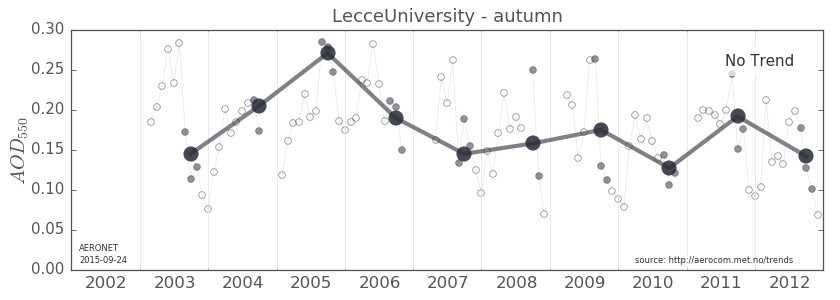 LecceUniversity - autumn
0.30
0.25
0.20
0.15
0.10
0.05
0.00
AOD550
No Trend
AERONET
2015-09-24
source: http://aerocom.met.no/trends
2002 2003 2004 2005 2006 2007 2008 2009 2010 2011 2012